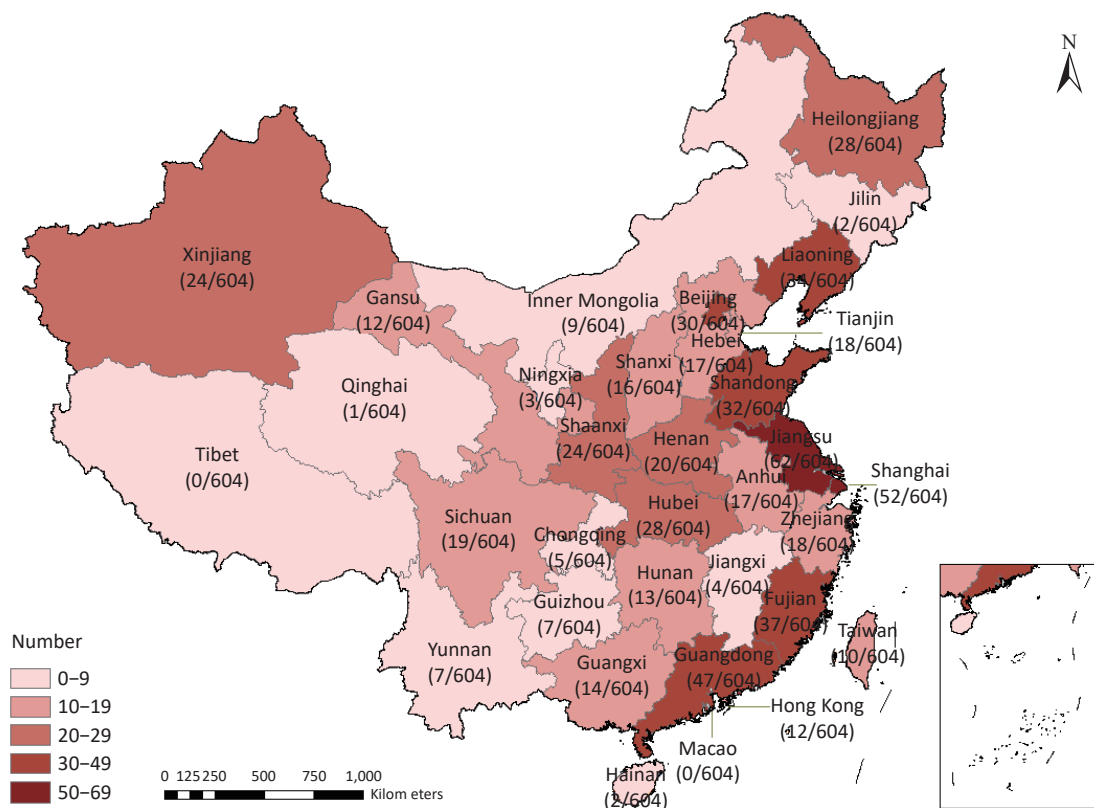 N
Heilongjiang
(28/604)
Jilin
(2/604)
Liaoning
(34/604)
Xinjiang
(24/604)
Gansu
(12/604)
Inner Mongolia
(9/604)
Beijing
(30/604)
Tianjin
(18/604)
Hebei
(17/604)
Shanxi
(16/604)
Ningxia
(3/604)
Qinghai
(1/604)
Shandong
(32/604)
Tibet
(0/604)
Shaanxi
(24/604)
Henan
(20/604)
Jiangsu
(62/604)
Shanghai
(52/604)
Anhui
(17/604)
Hubei
(28/604)
Sichuan
(19/604)
Chongqing
(5/604)
Zhejiang
(18/604)
Jiangxi
(4/604)
Hunan
(13/604)
Guizhou
(7/604)
Fujian
(37/604)
Taiwan
(10/604)
Yunnan
(7/604)
Guangxi
(14/604)
Guangdong
(47/604)
Hong Kong
(12/604)
Macao
(0/604)
Hainan
(2/604)
Number
0−9
10−19
20−29
30−49
50−69
0 125 250 500 750 1,000
Kilom eters